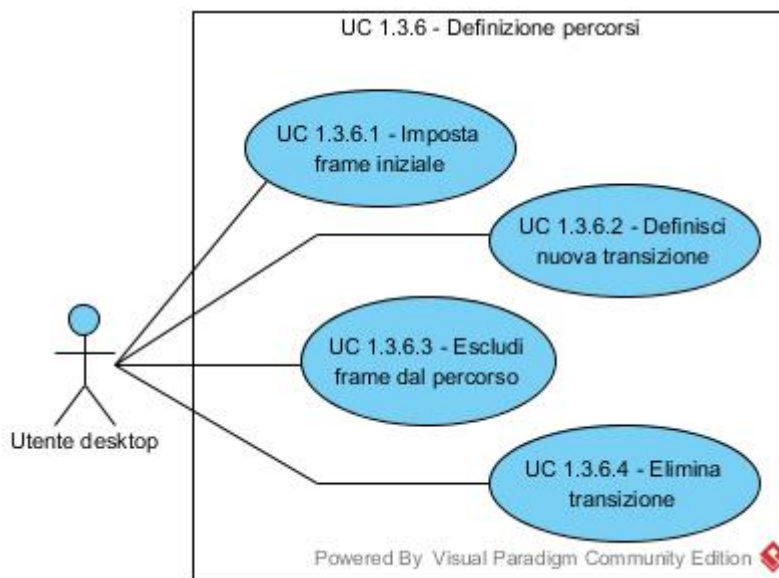 UC 1.3.6 - Definizione percorsi
UC 1.3.6.1 - Imposta
frame iniziale
UC 1.3.6.2 - Definisci
nuova transizione
UC 1.3.6.3 - Escludi
frame dal percorso
Utente desktop
UC 1.3.6.4 - Elimina
transizione
Powered By Visual Paradigm Community Edition